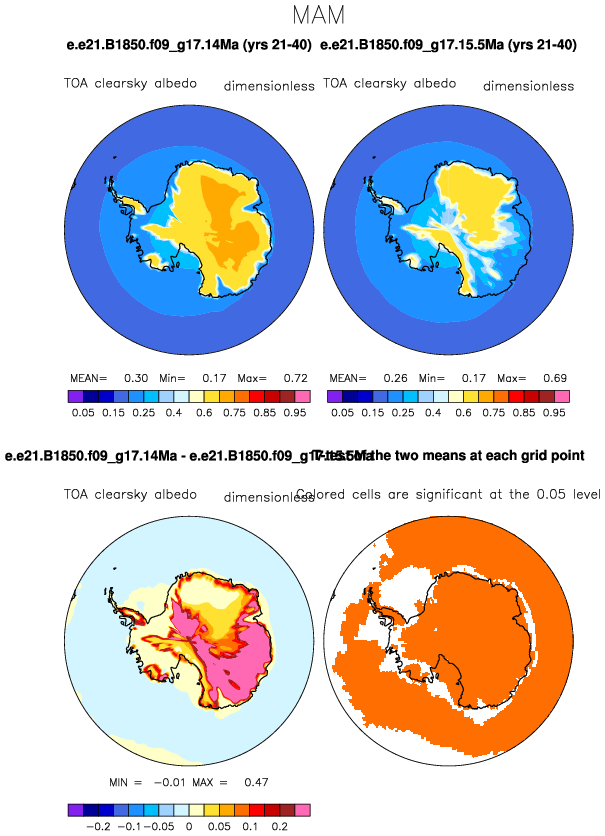 MAM
e.e21.B1850.f09_g17.14Ma (yrs 21-40) e.e21.B1850.f09_g17.15.5Ma (yrs 21-40)
TOA clearsky albedo dimensionless TOA clearsky albedo dimensionless
MEAN= 0.30 Min= 0.17 Max= 0.72 MEAN= 0.26 Min= 0.17 Max= 0.69
0.05 0.15 0.25 0.4 0.5 0.6 0.75 0.85 0.95 0.05 0.15 0.25 0.4 0.5 0.6 0.75 0.85 0.95
e.e21.B1850.f09_g17.14Ma - e.e21.B1850.f09_g17.15.5Ma T-test of the two means at each grid point
TOA clearsky albedo dimensionless Colored cells are significant at the 0.05 level
MIN = -0.01 MAX = 0.47
-0.2 -0.1 -0.05 0 0.05 0.1 0.2